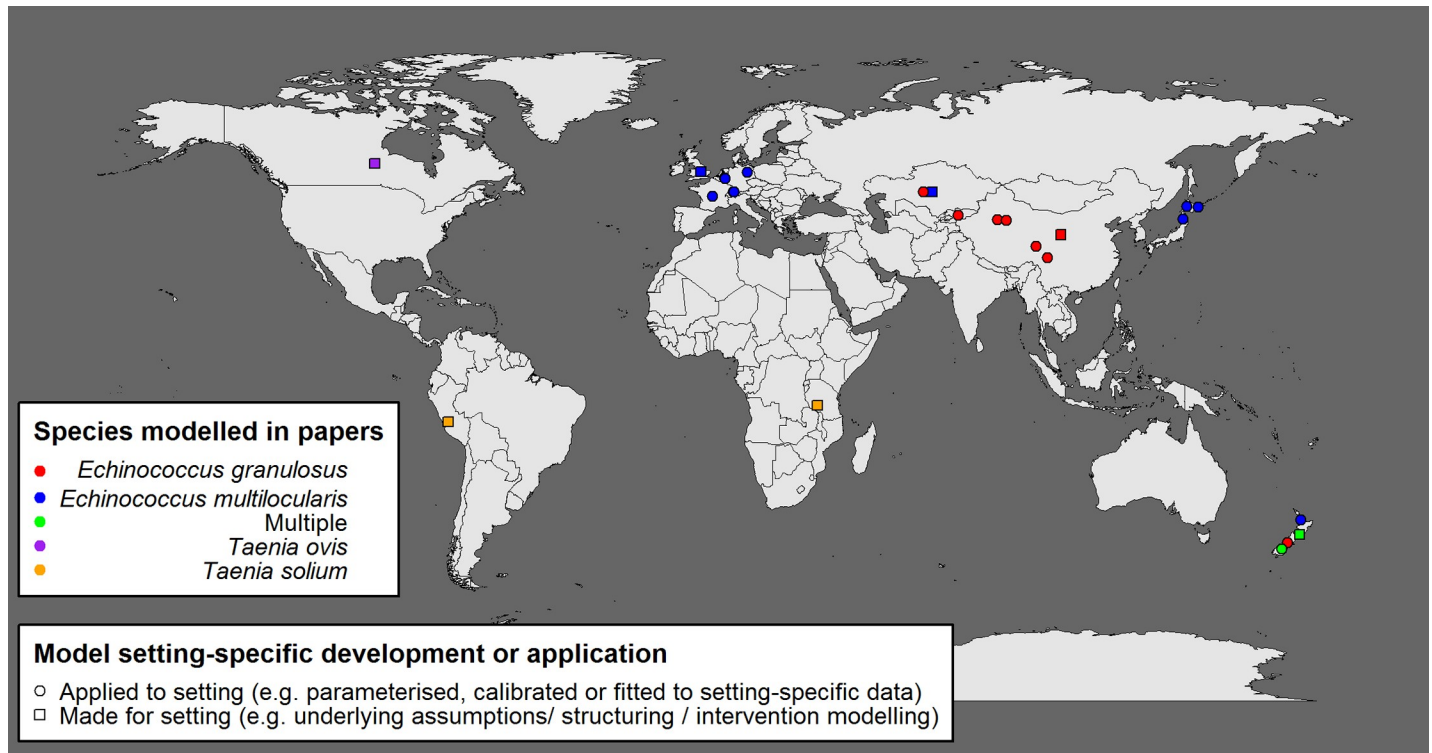 Species modelled in papers
Echinococcus granulosus
Echinococcus multilocularis
Multiple
Taenia ovis
Taenia solium
Model setting-specific development or application
Applied to setting (e.g. parameterised, calibrated or fitted to setting-specific data)
Made for setting (e.g. underlying assumptions/ structuring / intervention modelling)